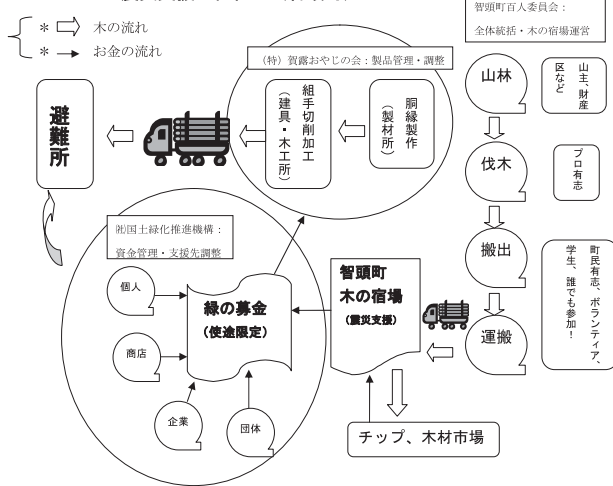 ＊ 木の流れ
＊ お金の流れ
智頭町百人委員会：
全体統括・木の宿場運営
山林
山主、財産
区など
伐木
プロ有志
搬出
運搬
町民有志、ボランティア、
学生、誰でも参加！
（特）賀露おやじの会：製品管理・調整
胴縁製作
（製材所）
組手切削加工
（建具・木工所）
避難所
㈳国土緑化推進機構：
資金管理・支援先調整
個人
商店
企業
団体
緑の募金
（使途限定）
智頭町
木の宿場
（震災支援）
チップ、木材市場